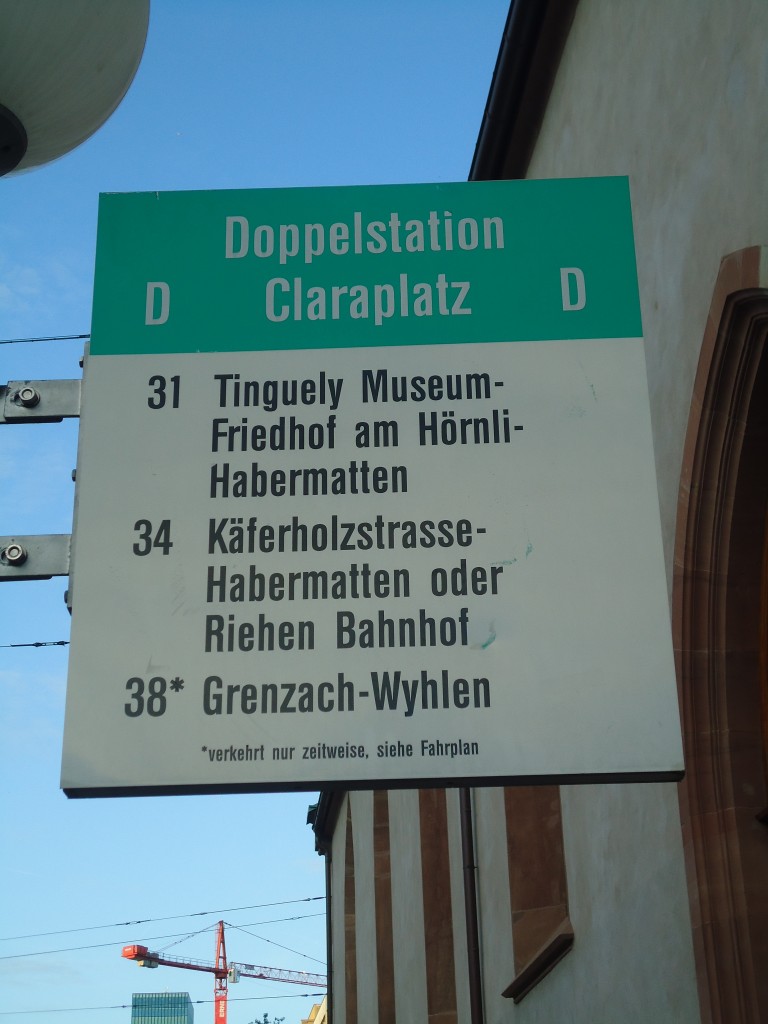 Doppelstation
D Claraplatz D
31 Tinguely Museum-
Friedhof am Hörnli-
Habermatten
34 Käferholzstrasse-
Habermatten oder
Riehen Bahnhof
38* Grenzach-Wyhlen
*verkehrt nur zeitweise, siehe Fahrplan